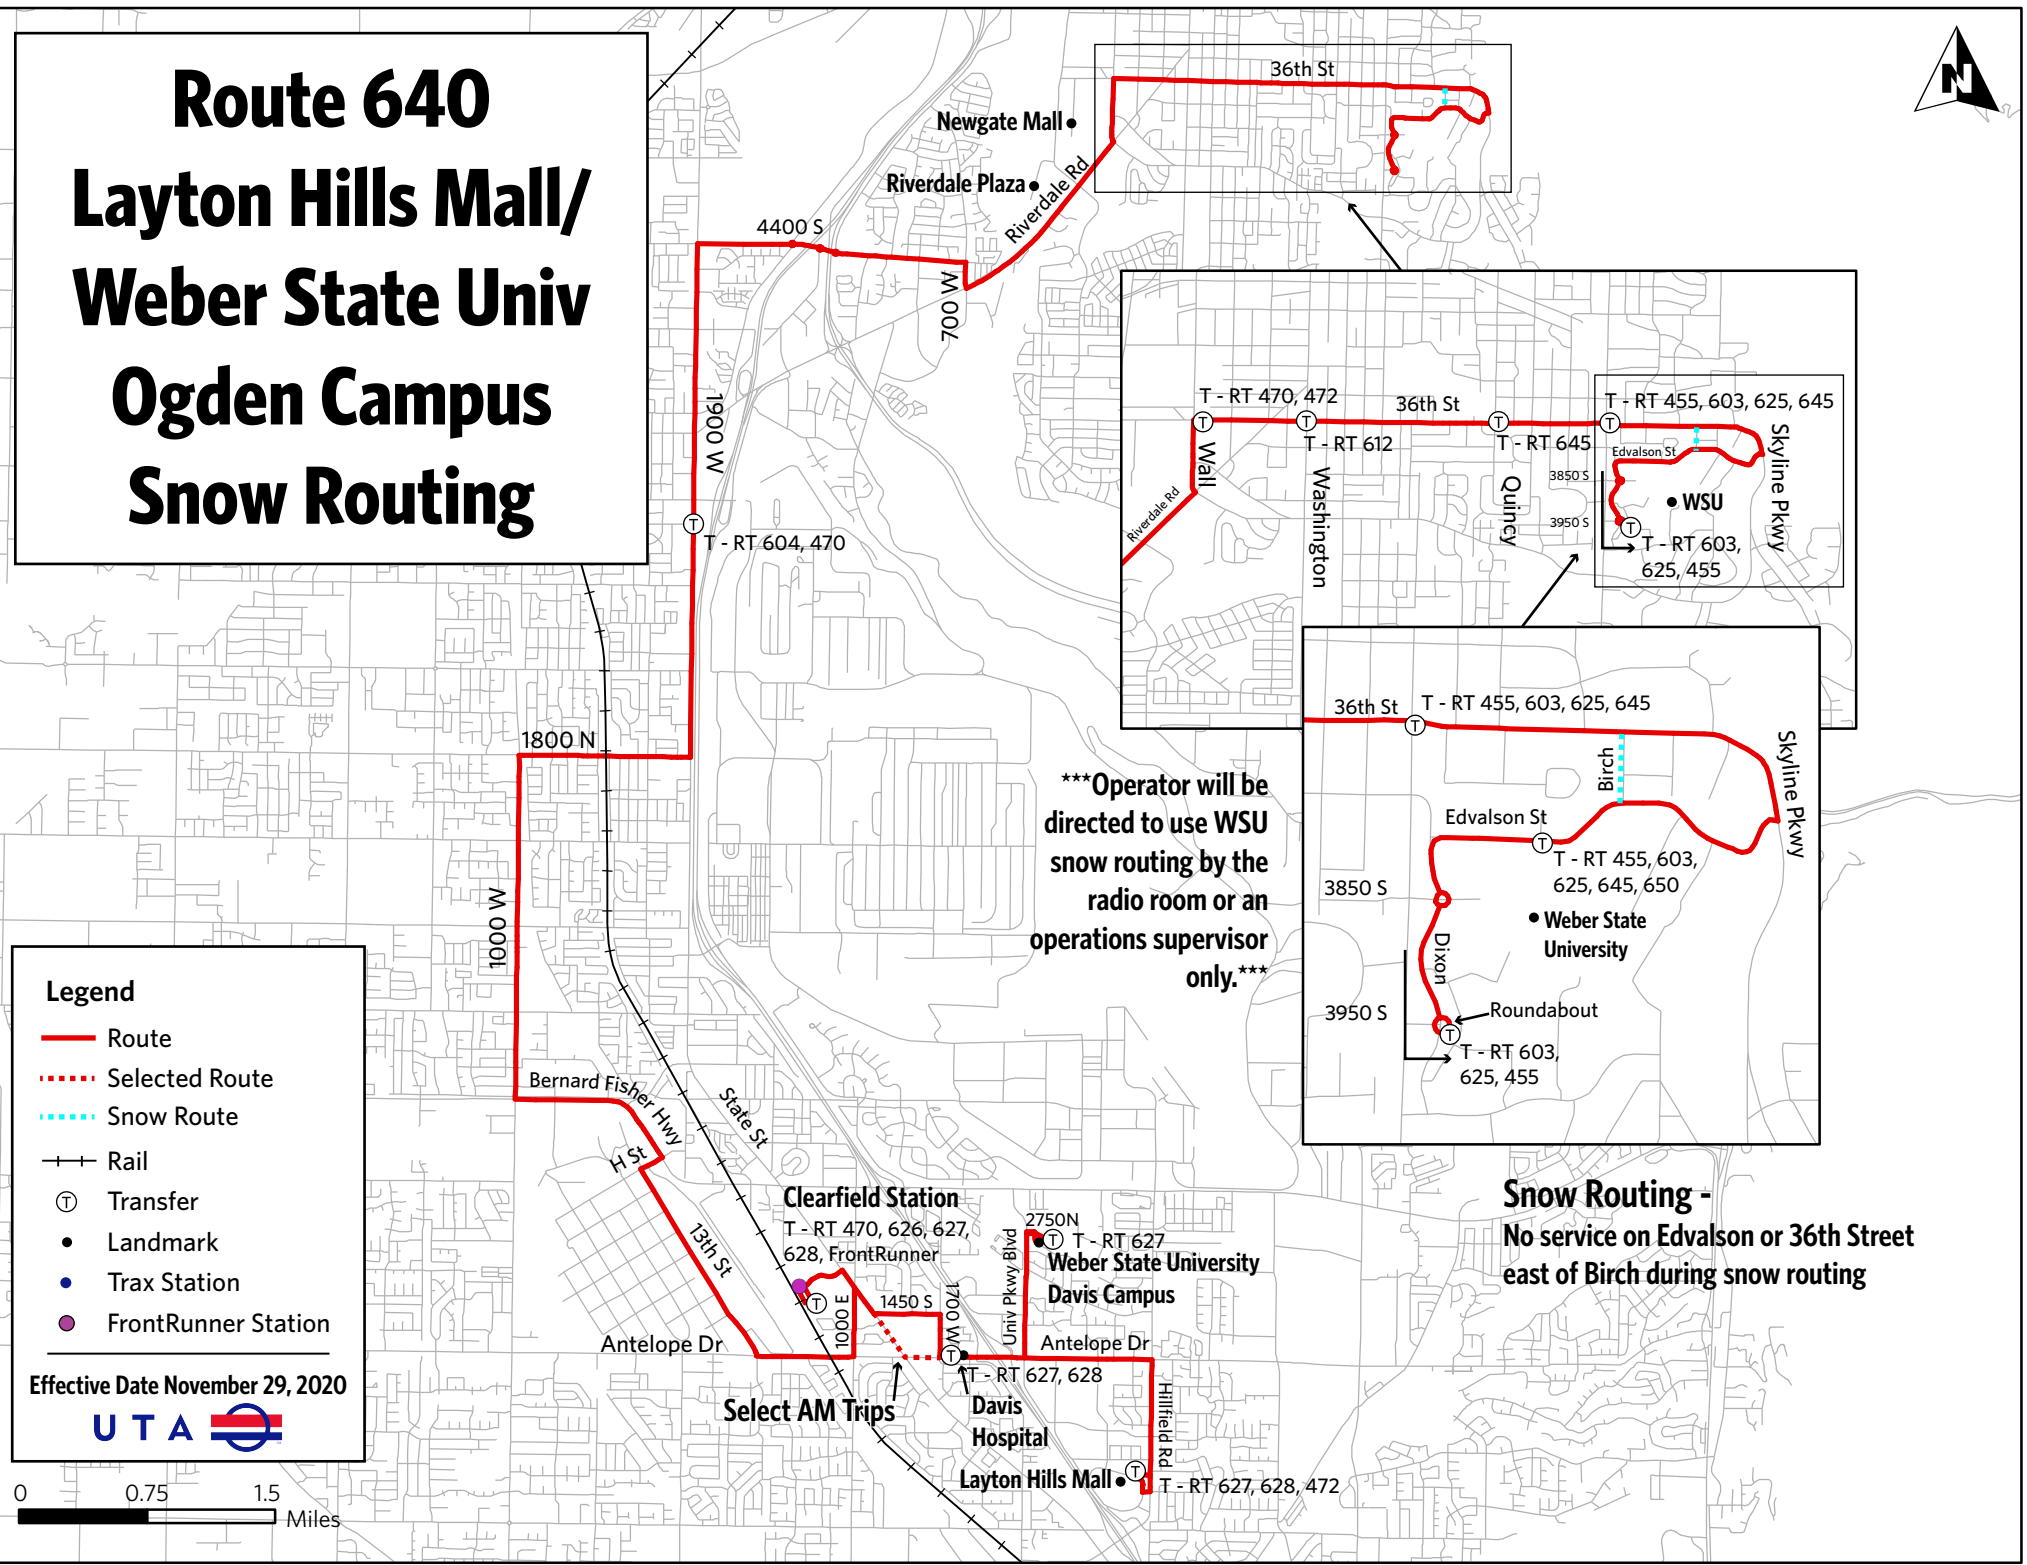 Route 640
Layton Hills Mall/
Weber State Univ
Ogden Campus
Snow Routing
N
36th St
Newgate Mall
Riverdale Plaza
Riverdale Rd
4400 S
700 W
1900 W
T
T - RT 604, 470
1800 N
1000 W
Bernard Fisher Hwy
H St
State St
13th St
Antelope Dr
Clearfield Station
T - RT 470, 626, 627,
628, FrontRunner
T
1000 E
1450 S
1700 W
T
T - RT 627, 628
Select AM Trips
Davis
Hospital
Univ Pkwy Blvd
2750N
T
T - RT 627
Weber State University
Davis Campus
Antelope Dr
Hillfield Rd
Layton Hills Mall
T
T - RT 627, 628, 472
T - RT 470, 472
T
36th St
T - RT 455, 603, 625, 645
T
T - RT 612
T
T - RT 645
T
Wall
Riverdale Rd
Washington
Quincy
Edvalson St
3850 S
3950 S
WSU
Skyline Pkwy
T
T - RT 603,
625, 455
36th St
T - RT 455, 603, 625, 645
T
Birch
Skyline Pkwy
Edvalson St
T
T - RT 455, 603,
625, 645, 650
3850 S
Weber State
University
Dixon
3950 S
Roundabout
T
T - RT 603,
625, 455
***Operator will be
directed to use WSU
snow routing by the
radio room or an
operations supervisor
only.***
Snow Routing -
No service on Edvalson or 36th Street
east of Birch during snow routing
Legend
Route
Selected Route
Snow Route
Rail
T Transfer
Landmark
Trax Station
FrontRunner Station
Effective Date November 29, 2020
UTA
0 0.75 1.5
Miles